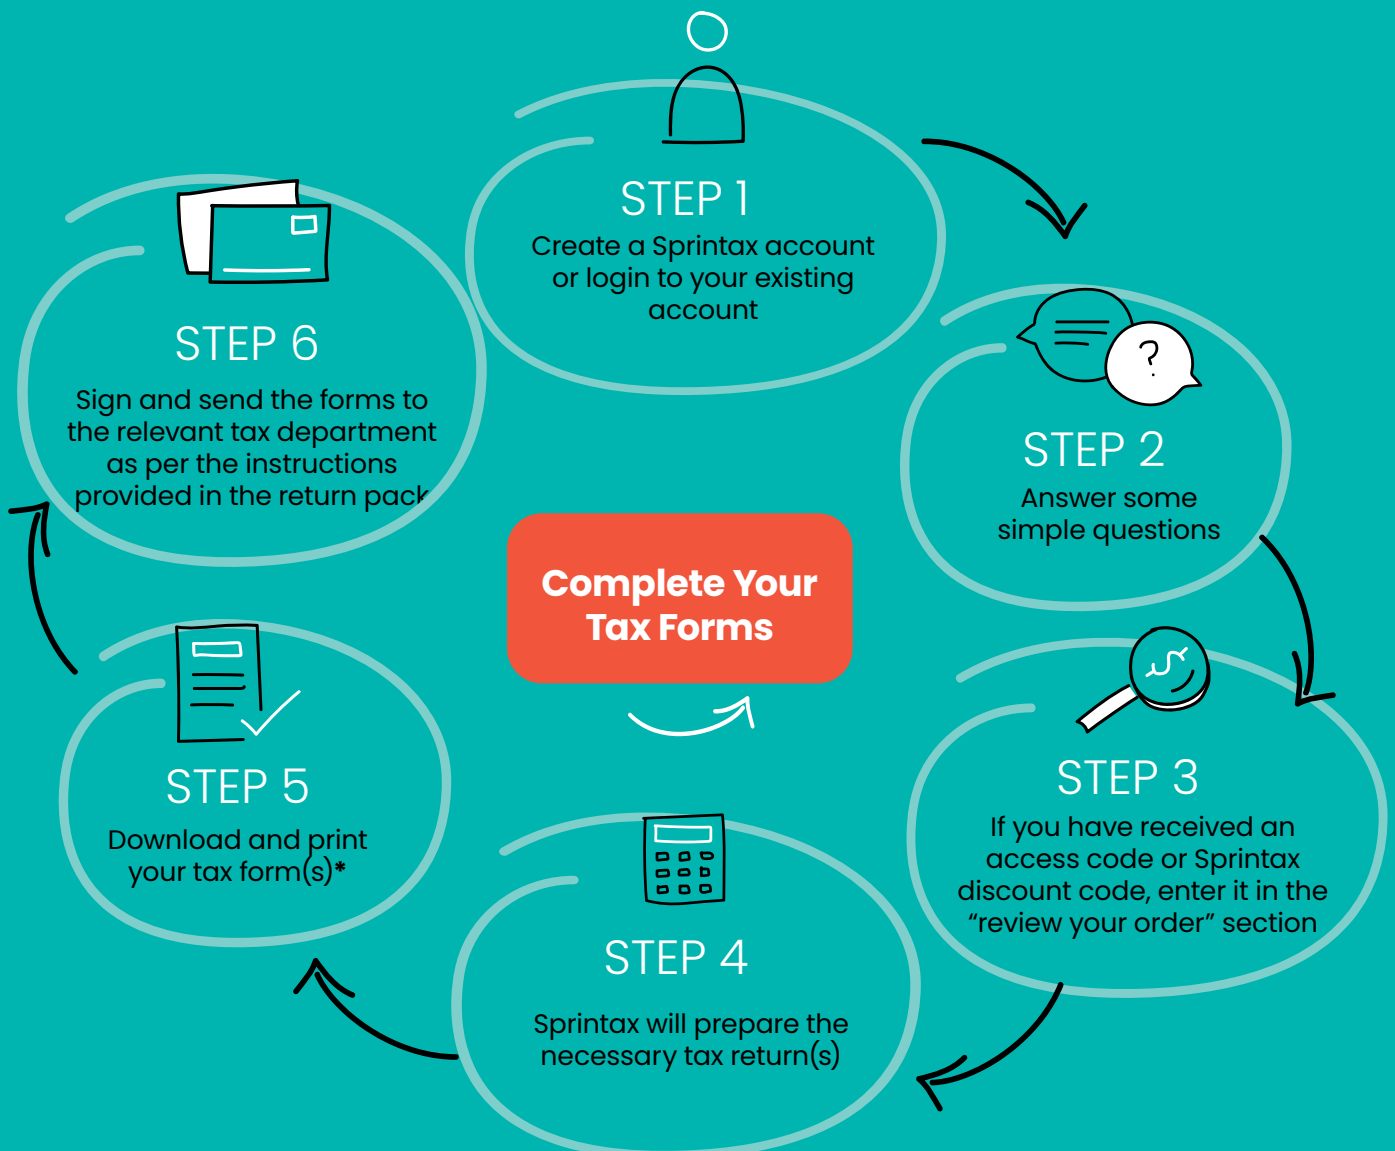 STEP 1
Create a Sprintax account
or login to your existing
account
STEP 2
Answer some
simple questions
?
STEP 3
If you have received an
access code or Sprintax
discount code, enter it in the
“review your order” section
STEP 4
Sprintax will prepare the
necessary tax return(s)
STEP 5
Download and print
your tax form(s)*
STEP 6
Sign and send the forms to
the relevant tax department
as per the instructions
provided in the return pack
Complete Your
Tax Forms